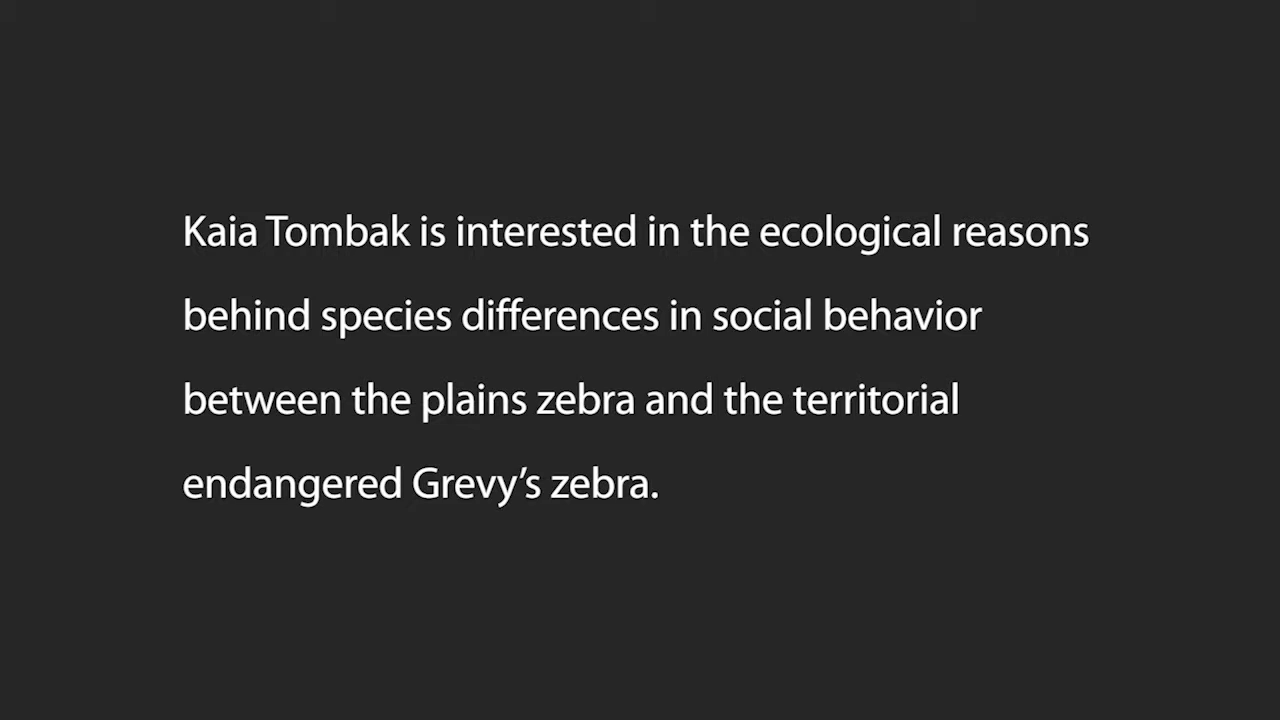 Kaia Tombak is interested in the ecological reasons
behind species differences in social behavior
between the plains zebra and the territorial
endangered Grevy’s zebra.